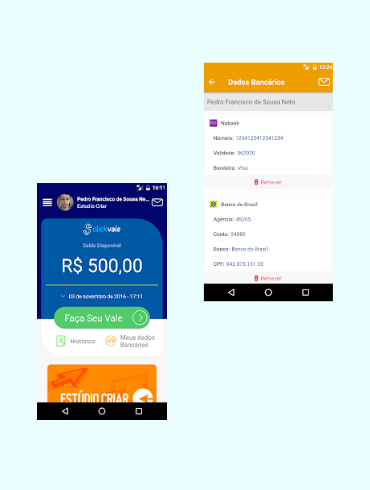 13:24
Dados Bancários
Pedro Francisco de Sousa Neto
Nubank
Número: 1234123412341234
Validade: 062020
Bandeira: Visa
Remover
Banco do Brasil
Agência: 45365
Conta: 94980
Banco: Banco do Brasil
CPF: 042.975.151-35
Remover
15:11
Pedro Francisco de Sousa Ne...
Estudio Criar
clickvale
Saldo Disponível
R$ 500,00
03 de novembro de 2016 - 17:11
Faça Seu Vale
Histórico
Meus dados
Bancários
ESTÚDIO CRIAR